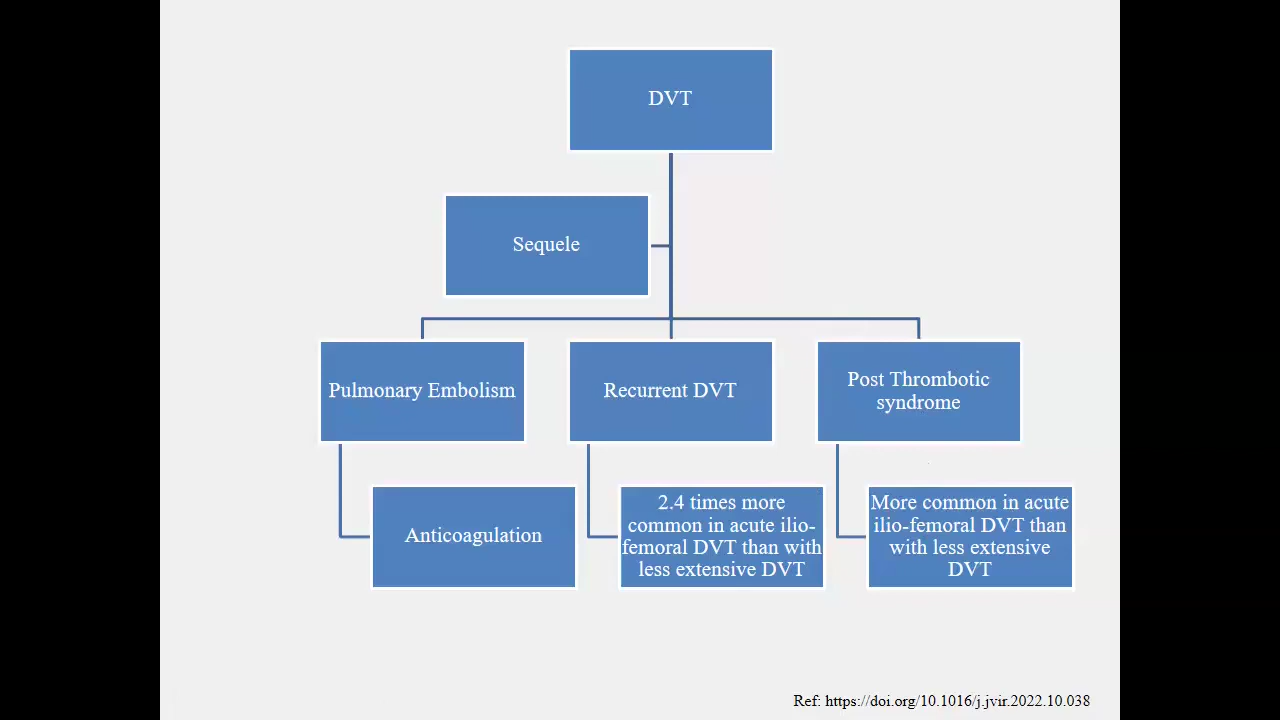 DVT
Sequele
Pulmonary Embolism
Recurrent DVT
Post Thrombotic
syndrome
Anticoagulation
2.4 times more
common in acute ilio-
femoral DVT than with
less extensive DVT
More common in acute
ilio-femoral DVT than
with less extensive
DVT
Ref: https://doi.org/10.1016/j.jvir.2022.10.038